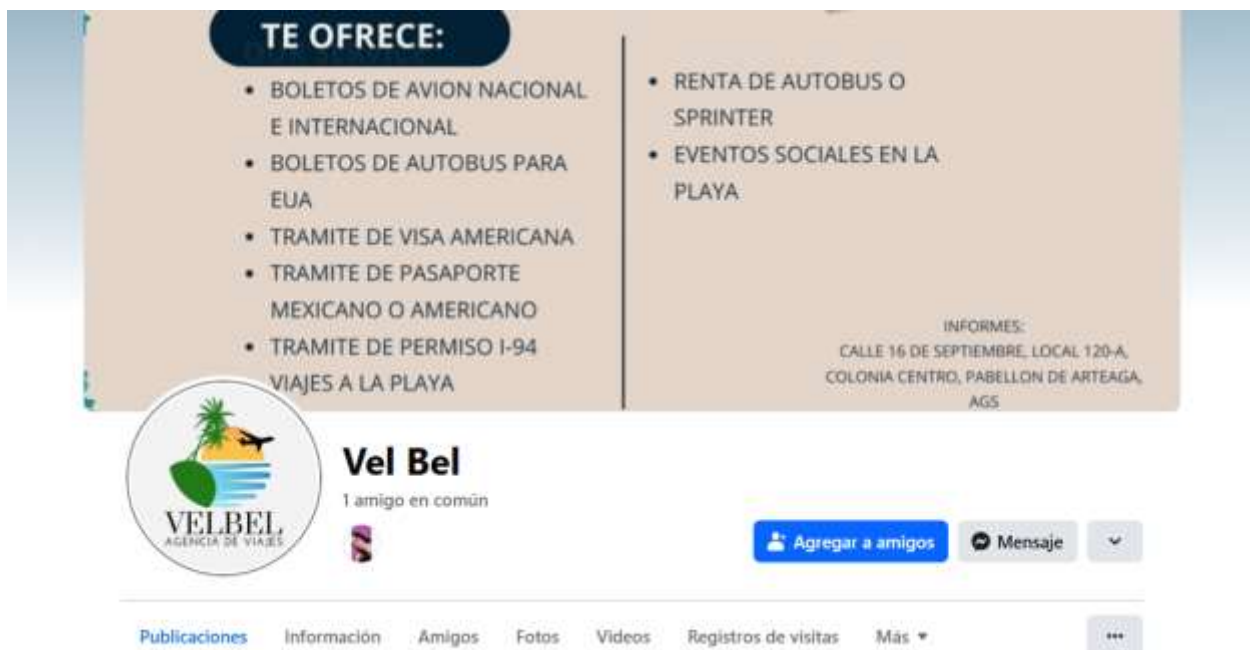 TE OFRECE:
• BOLETOS DE AVION NACIONAL
E INTERNACIONAL
• BOLETOS DE AUTOBUS PARA
EUA
• TRAMITE DE VISA AMERICANA
• TRAMITE DE PASAPORTE
MEXICANO O AMERICANO
• TRAMITE DE PERMISO I-94
VIAJES A LA PLAYA
• RENTA DE AUTOBUS O
SPRINTER
• EVENTOS SOCIALES EN LA
PLAYA
INFORMES:
CALLE 16 DE SEPTIEMBRE, LOCAL 120-A,
COLONIA CENTRO, PABELLON DE ARTEAGA,
AGS
VELBEL
AGENCIA DE VIAJES
Vel Bel
1 amigo en común
Agregar a amigos
Mensaje
Publicaciones Información Amigos Fotos Videos Registros de visitas Más